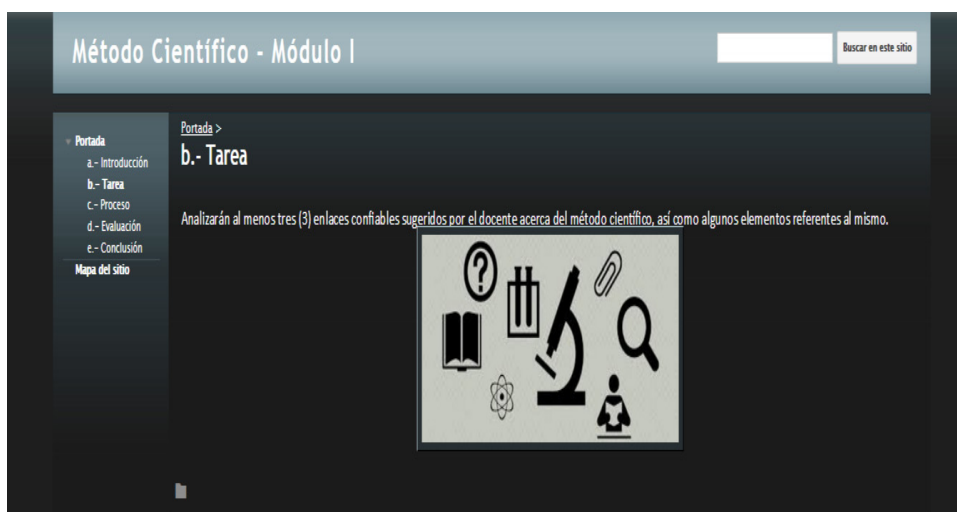 Método Científico - Módulo I
Buscar en este sitio
Portada
a.- Introducción
b.- Tarea
c.- Proceso
d.- Evaluación
e.- Conclusión
Mapa del sitio
Portada >
b.- Tarea
Analizarán al menos tres (3) enlaces confiables sugeridos por el docente acerca del método científico, así como algunos elementos referentes al mismo.
?